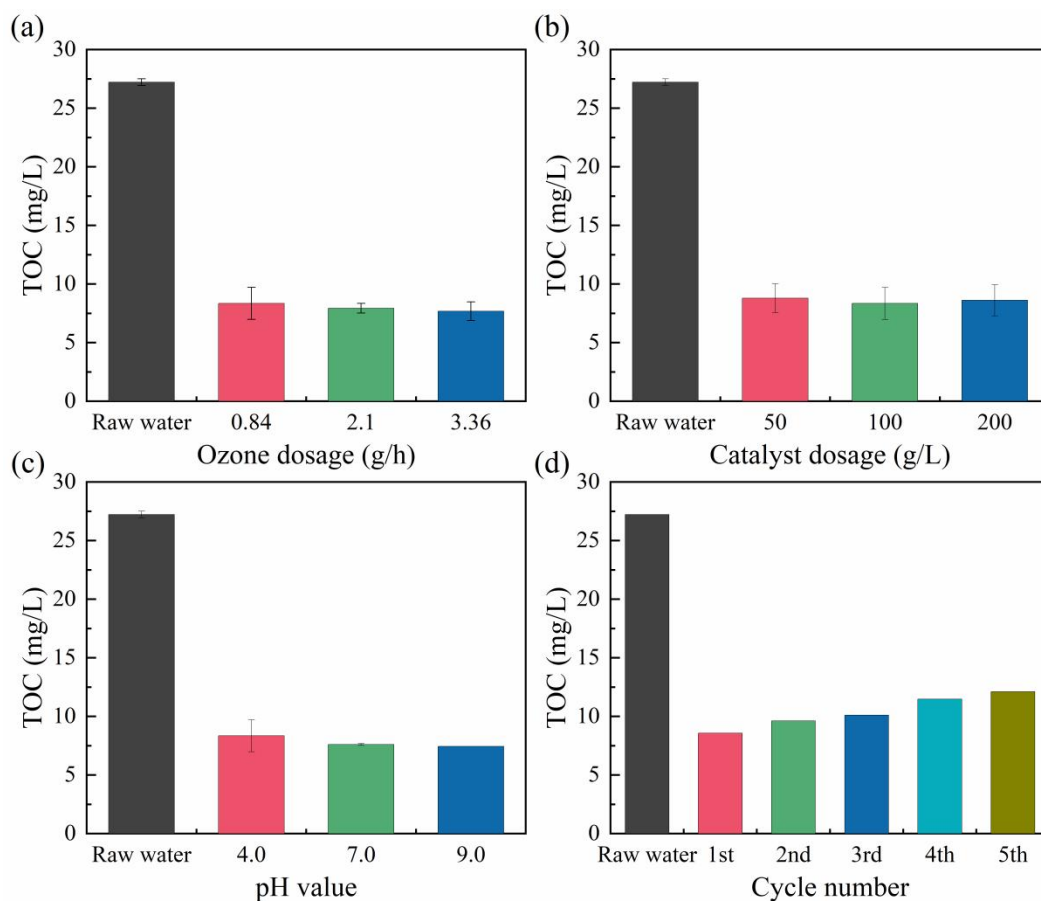 (a)
30
25
20
15
10
5
0
TOC (mg/L)
Raw water 0.84 2.1 3.36
Ozone dosage (g/h)
(b)
30
25
20
15
10
5
0
TOC (mg/L)
Raw water 50 100 200
Catalyst dosage (g/L)
(c)
30
25
20
15
10
5
0
TOC (mg/L)
Raw water 4.0 7.0 9.0
pH value
(d)
30
25
20
15
10
5
0
TOC (mg/L)
Raw water 1st 2nd 3rd 4th 5th
Cycle number